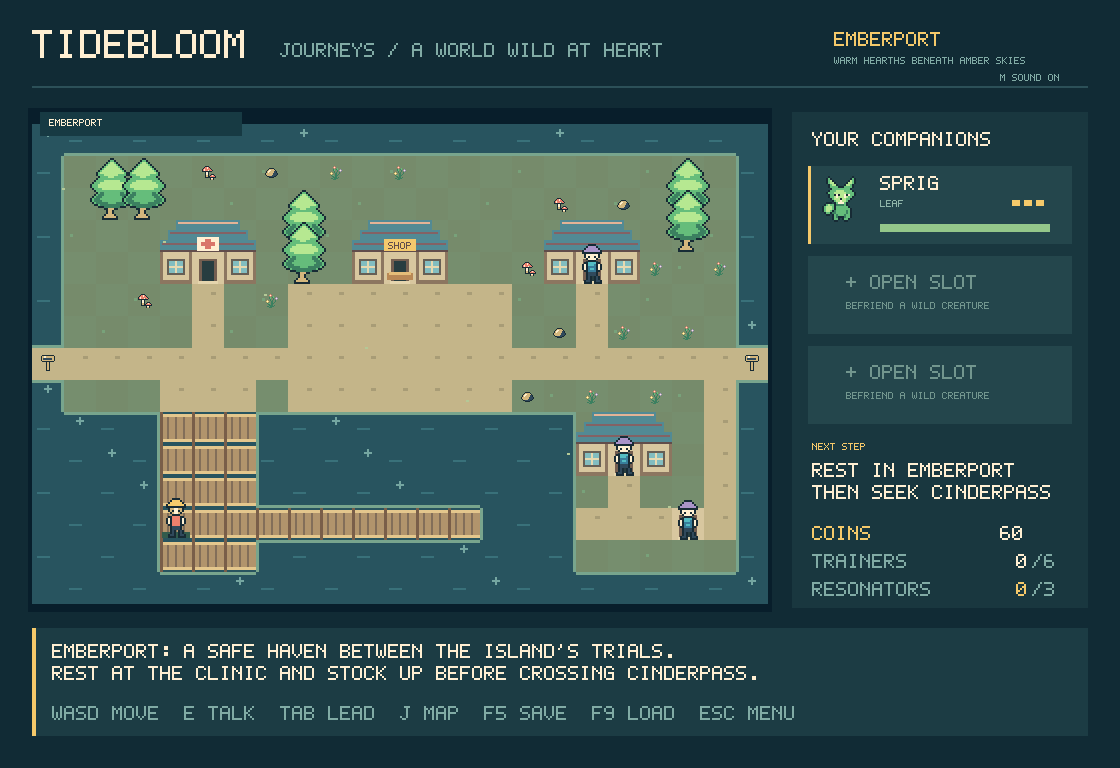 TIDEBLOOM
JOURNEYS / A WORLD WILD AT HEART
EMBERPORT
WARM HEARTHS BENEATH AMBER SKIES
M SOUND ON
EMBERPORT
SHOP
YOUR COMPANIONS
SPRIG
LEAF
+ OPEN SLOT
BEFRIEND A WILD CREATURE
+ OPEN SLOT
BEFRIEND A WILD CREATURE
NEXT STEP
REST IN EMBERPORT
THEN SEEK CINDERPASS
COINS 60
TRAINERS 0/6
RESONATORS 0/3
EMBERPORT: A SAFE HAVEN BETWEEN THE ISLAND'S TRIALS.
REST AT THE CLINIC AND STOCK UP BEFORE CROSSING CINDERPASS.
WASD MOVE E TALK TAB LEAD J MAP F5 SAVE F9 LOAD ESC MENU